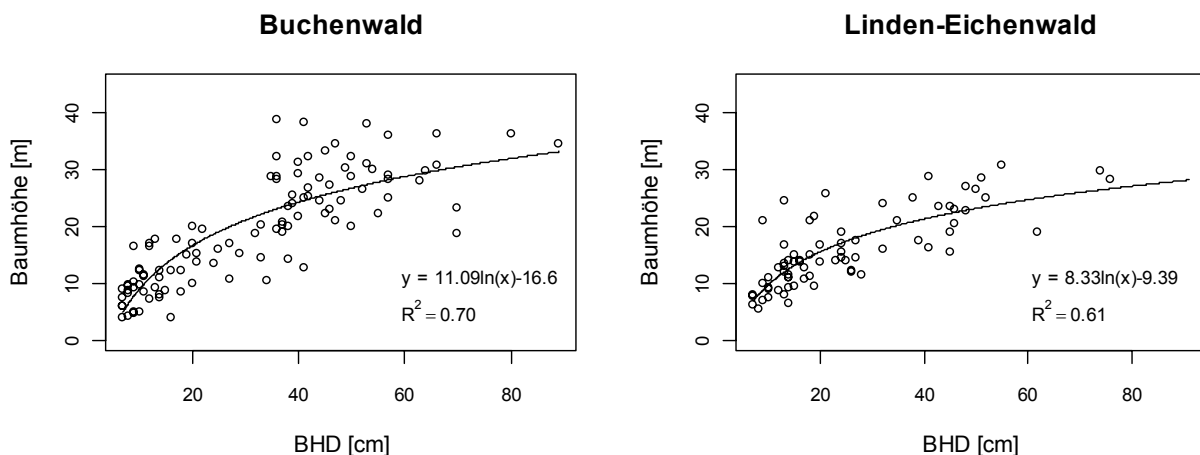 Buchenwald
Baumhöhe [m]
40
30
20
10
0
y = 11.09ln(x)-16.6
R² = 0.70
20 40 60 80
BHD [cm]
Linden-Eichenwald
Baumhöhe [m]
40
30
20
10
0
y = 8.33ln(x)-9.39
R² = 0.61
20 40 60 80
BHD [cm]